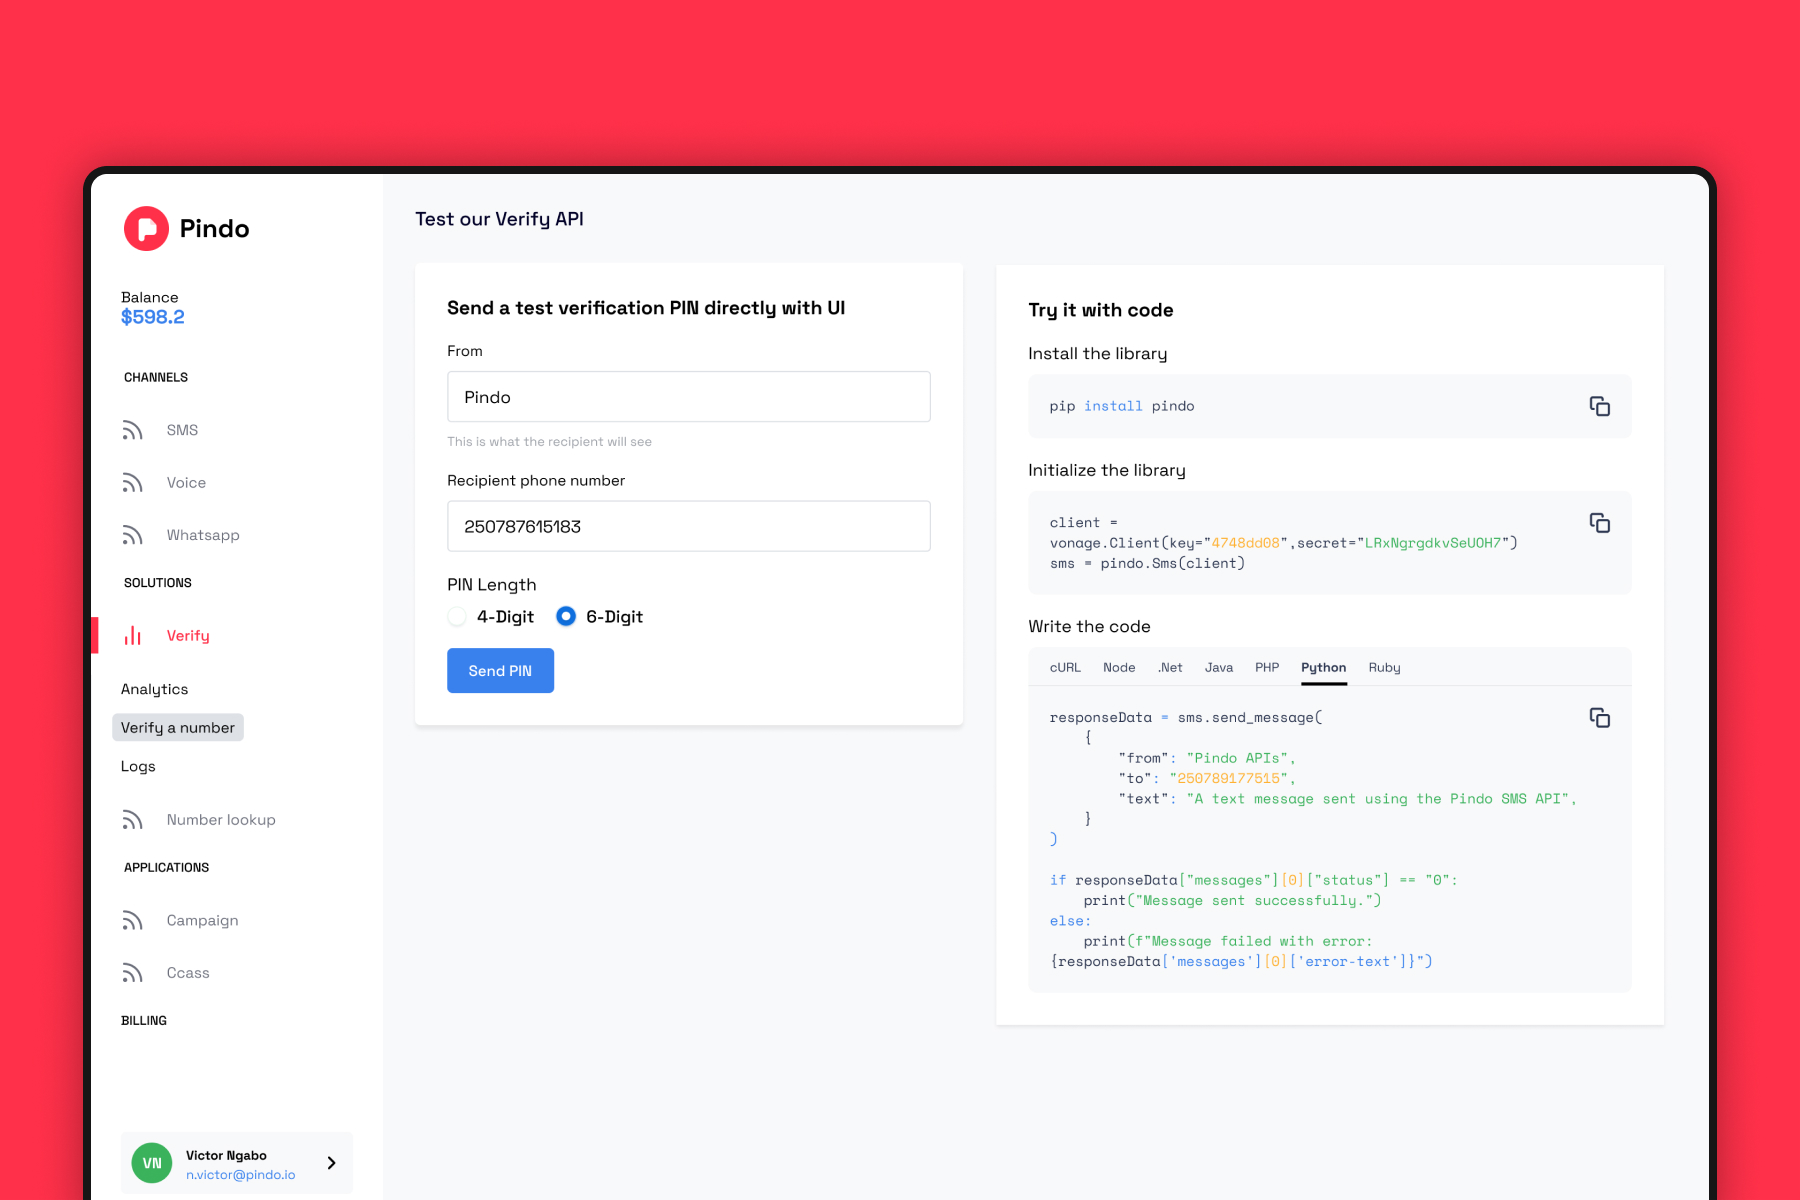 Pindo
Balance
$598.2
CHANNELS
SMS
Voice
Whatsapp
SOLUTIONS
Verify
Analytics
Verify a number
Logs
Number lookup
APPLICATIONS
Campaign
Ccass
BILLING
VN
Victor Ngabo
n.victor@pindo.io
Test our Verify API
Send a test verification PIN directly with UI
From
Pindo
This is what the recipient will see
Recipient phone number
250787615183
PIN Length
4-Digit 6-Digit
Send PIN
Try it with code
Install the library
pip install pindo
Initialize the library
client =
vonage.Client(key="4748dd08",secret="LRxNgrgdkvSeUOH7")
sms = pindo.Sms(client)
Write the code
cURL Node .Net Java PHP Python Ruby
responseData = sms.send_message(
{
"from": "Pindo APIs",
"to": "250789177515",
"text": "A text message sent using the Pindo SMS API",
}
)
if responseData["messages"][0]["status"] == "0":
print("Message sent successfully.")
else:
print(f"Message failed with error:
{responseData['messages'][0]['error-text']}")